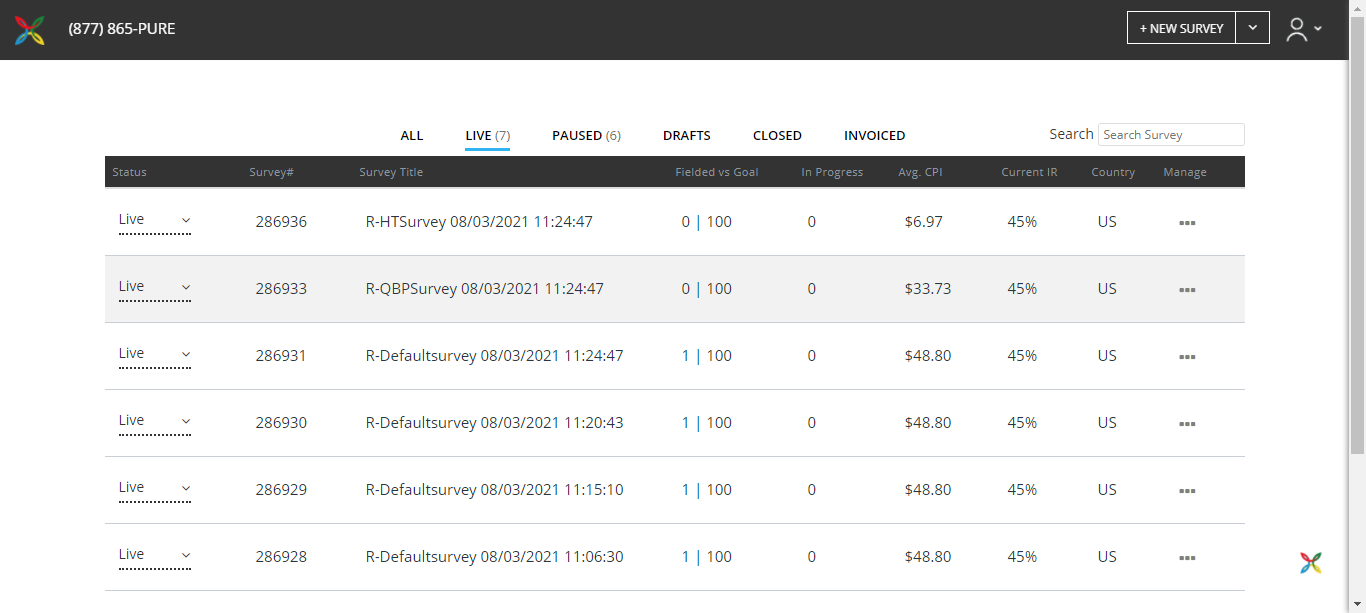 (877) 865-PURE + NEW SURVEY
ALL LIVE (7) PAUSED (6) DRAFTS CLOSED INVOICED Search Search Survey
Status Survey# Survey Title Fielded vs Goal In Progress Avg. CPI Current IR Country Manage
Live 286936 R-HTSurvey 08/03/2021 11:24:47 0 | 100 0 $6.97 45% US
Live 286933 R-QBPSurvey 08/03/2021 11:24:47 0 | 100 0 $33.73 45% US
Live 286931 R-Defaultsurvey 08/03/2021 11:24:47 1 | 100 0 $48.80 45% US
Live 286930 R-Defaultsurvey 08/03/2021 11:20:43 1 | 100 0 $48.80 45% US
Live 286929 R-Defaultsurvey 08/03/2021 11:15:10 1 | 100 0 $48.80 45% US
Live 286928 R-Defaultsurvey 08/03/2021 11:06:30 1 | 100 0 $48.80 45% US